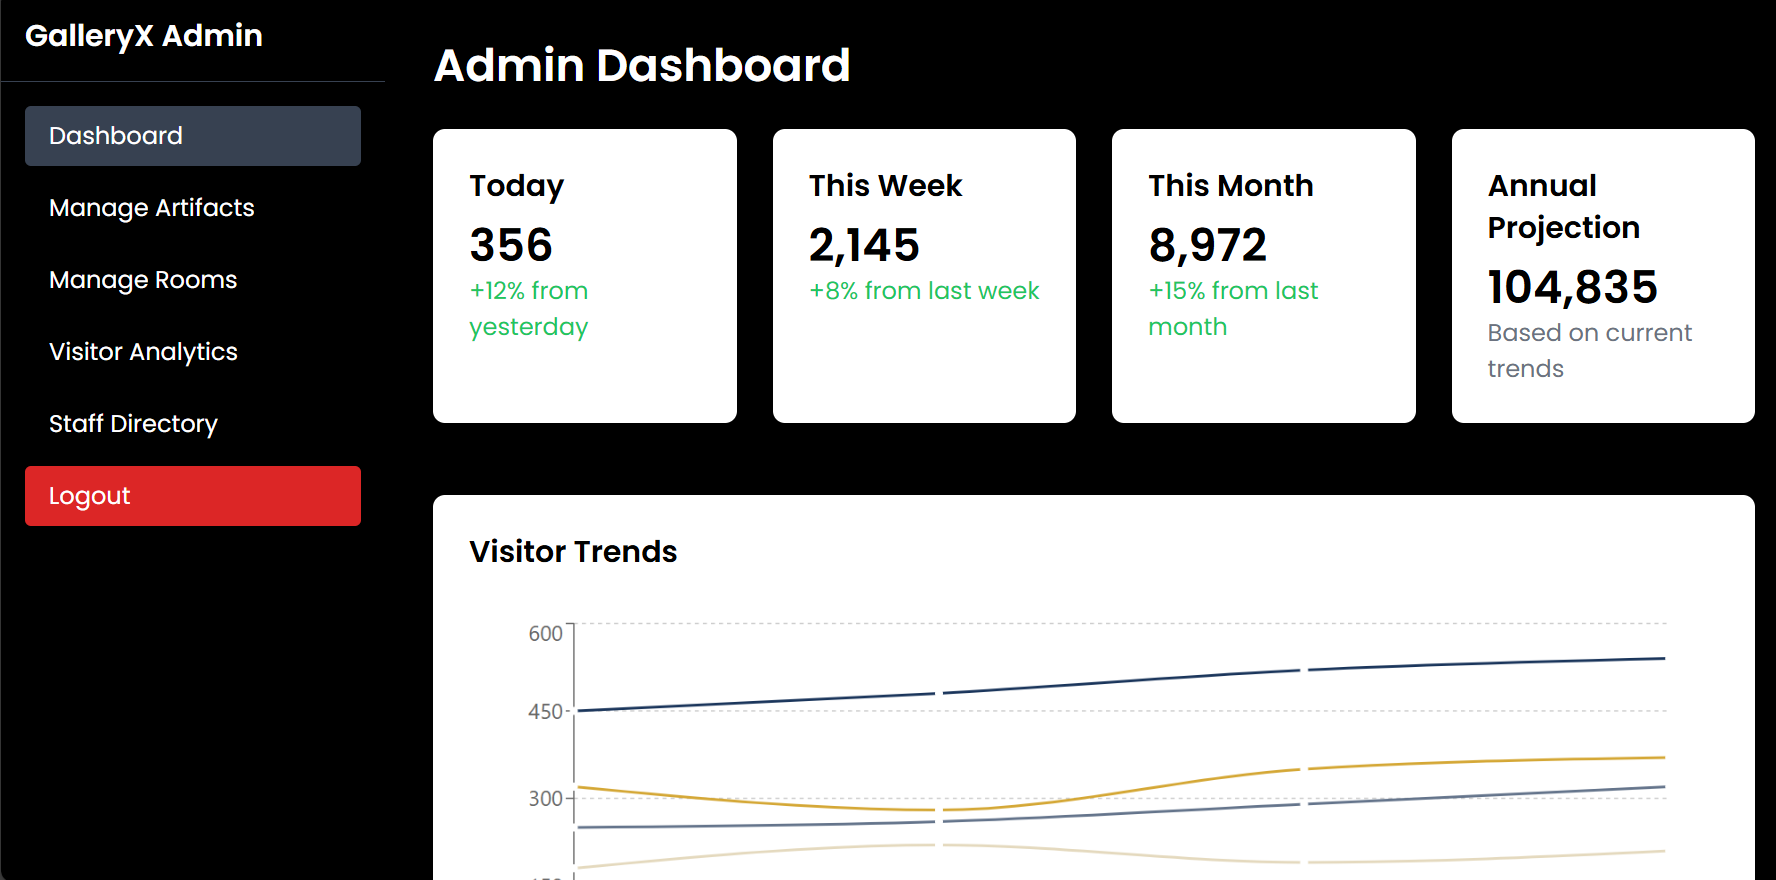 GalleryX Admin
Dashboard
Manage Artifacts
Manage Rooms
Visitor Analytics
Staff Directory
Logout
Admin Dashboard
Today
356
+12% from
yesterday
This Week
2,145
+8% from last week
This Month
8,972
+15% from last
month
Annual
Projection
104,835
Based on current
trends
Visitor Trends
600
450
300